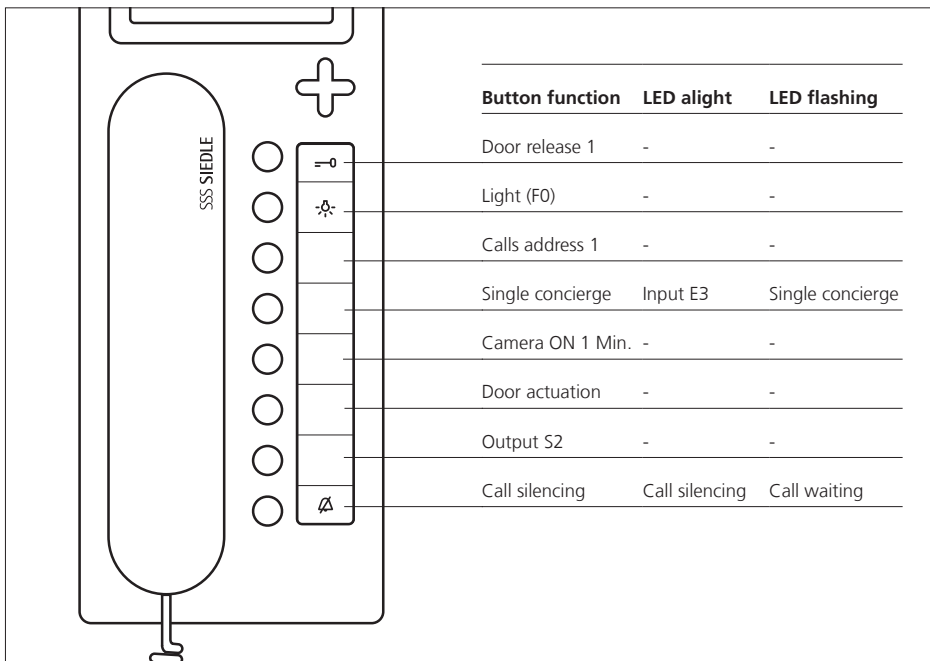 SSS SIEDLE
Button function LED alight LED flashing
Door release 1 - -
Light (F0) - -
Calls address 1 - -
Single concierge Input E3 Single concierge
Camera ON 1 Min. - -
Door actuation - -
Output S2 - -
Call silencing Call silencing Call waiting